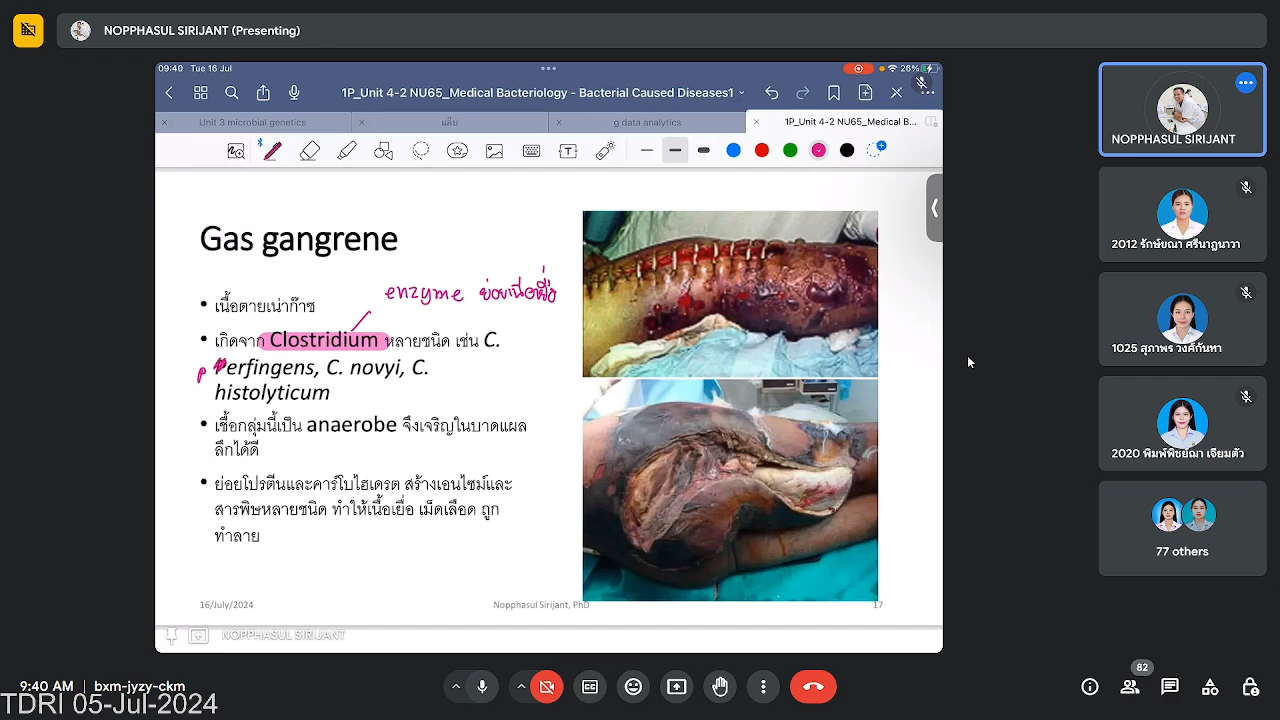 NOPPHASUL SIRIJANT (Presenting)
09:40 Tue 16 Jul
26%
1P_Unit 4-2 NU65_Medical Bacteriology - Bacterial Caused Diseases1
Unit 3 microbial genetics
g data analytics
1P_Unit 4-2 NU65_Medical B...
Gas gangrene
enzyme ย่อยเนื้อเยื่อ
เนื้อตายเน่าก๊าซ
เกิดจาก Clostridium หลายชนิด เช่น C.
p perfingens, C. novyi, C.
histolyticum
เชื้อกลุ่มนี้เป็น anaerobe จึงเจริญในบาดแผล
ลึกได้ดี
ย่อยโปรตีนและคาร์โบไฮเดรต สร้างเอนไซม์และ
สารพิษหลายชนิด ทำให้เนื้อเยื่อ เม็ดเลือด ถูก
ทำลาย
16/July/2024
Nopphasul Sirijant, PhD
17
NOPPHASUL SIRIJANT
NOPPHASUL SIRIJANT
2012 รักษ์ขณา ศรีนาฏนาวา
1025 สุภาพร วงศ์กันทา
2020 พิมพ์พิชย์ฌา เจียมตัว
77 others
82
9:40 AM
bxm-jyzy-ckm
TDRI 05-Jul-2024